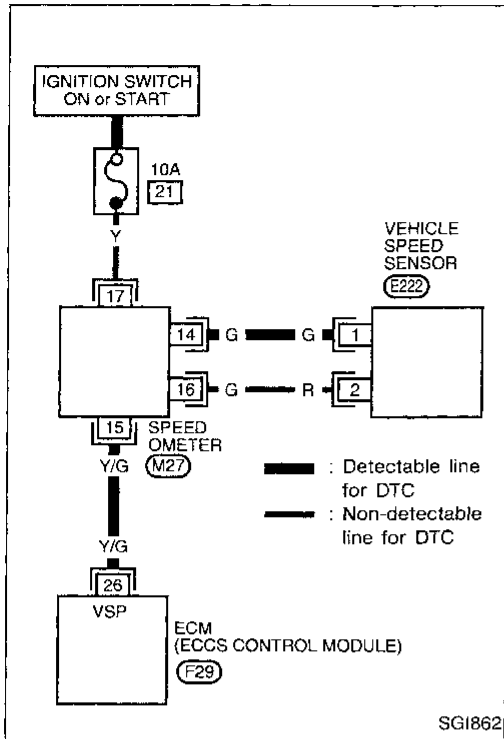 IGNITION SWITCH
ON or START
10A
21
Y
17
VEHICLE
SPEED
SENSOR
E222
14 G G 1
16 G R 2
15
SPEED
OMETER
M27
Y/G
: Detectable line
for DTC
: Non-detectable
line for DTC
Y/G
26
VSP
ECM
(ECCS CONTROL MODULE)
F29
SGI862